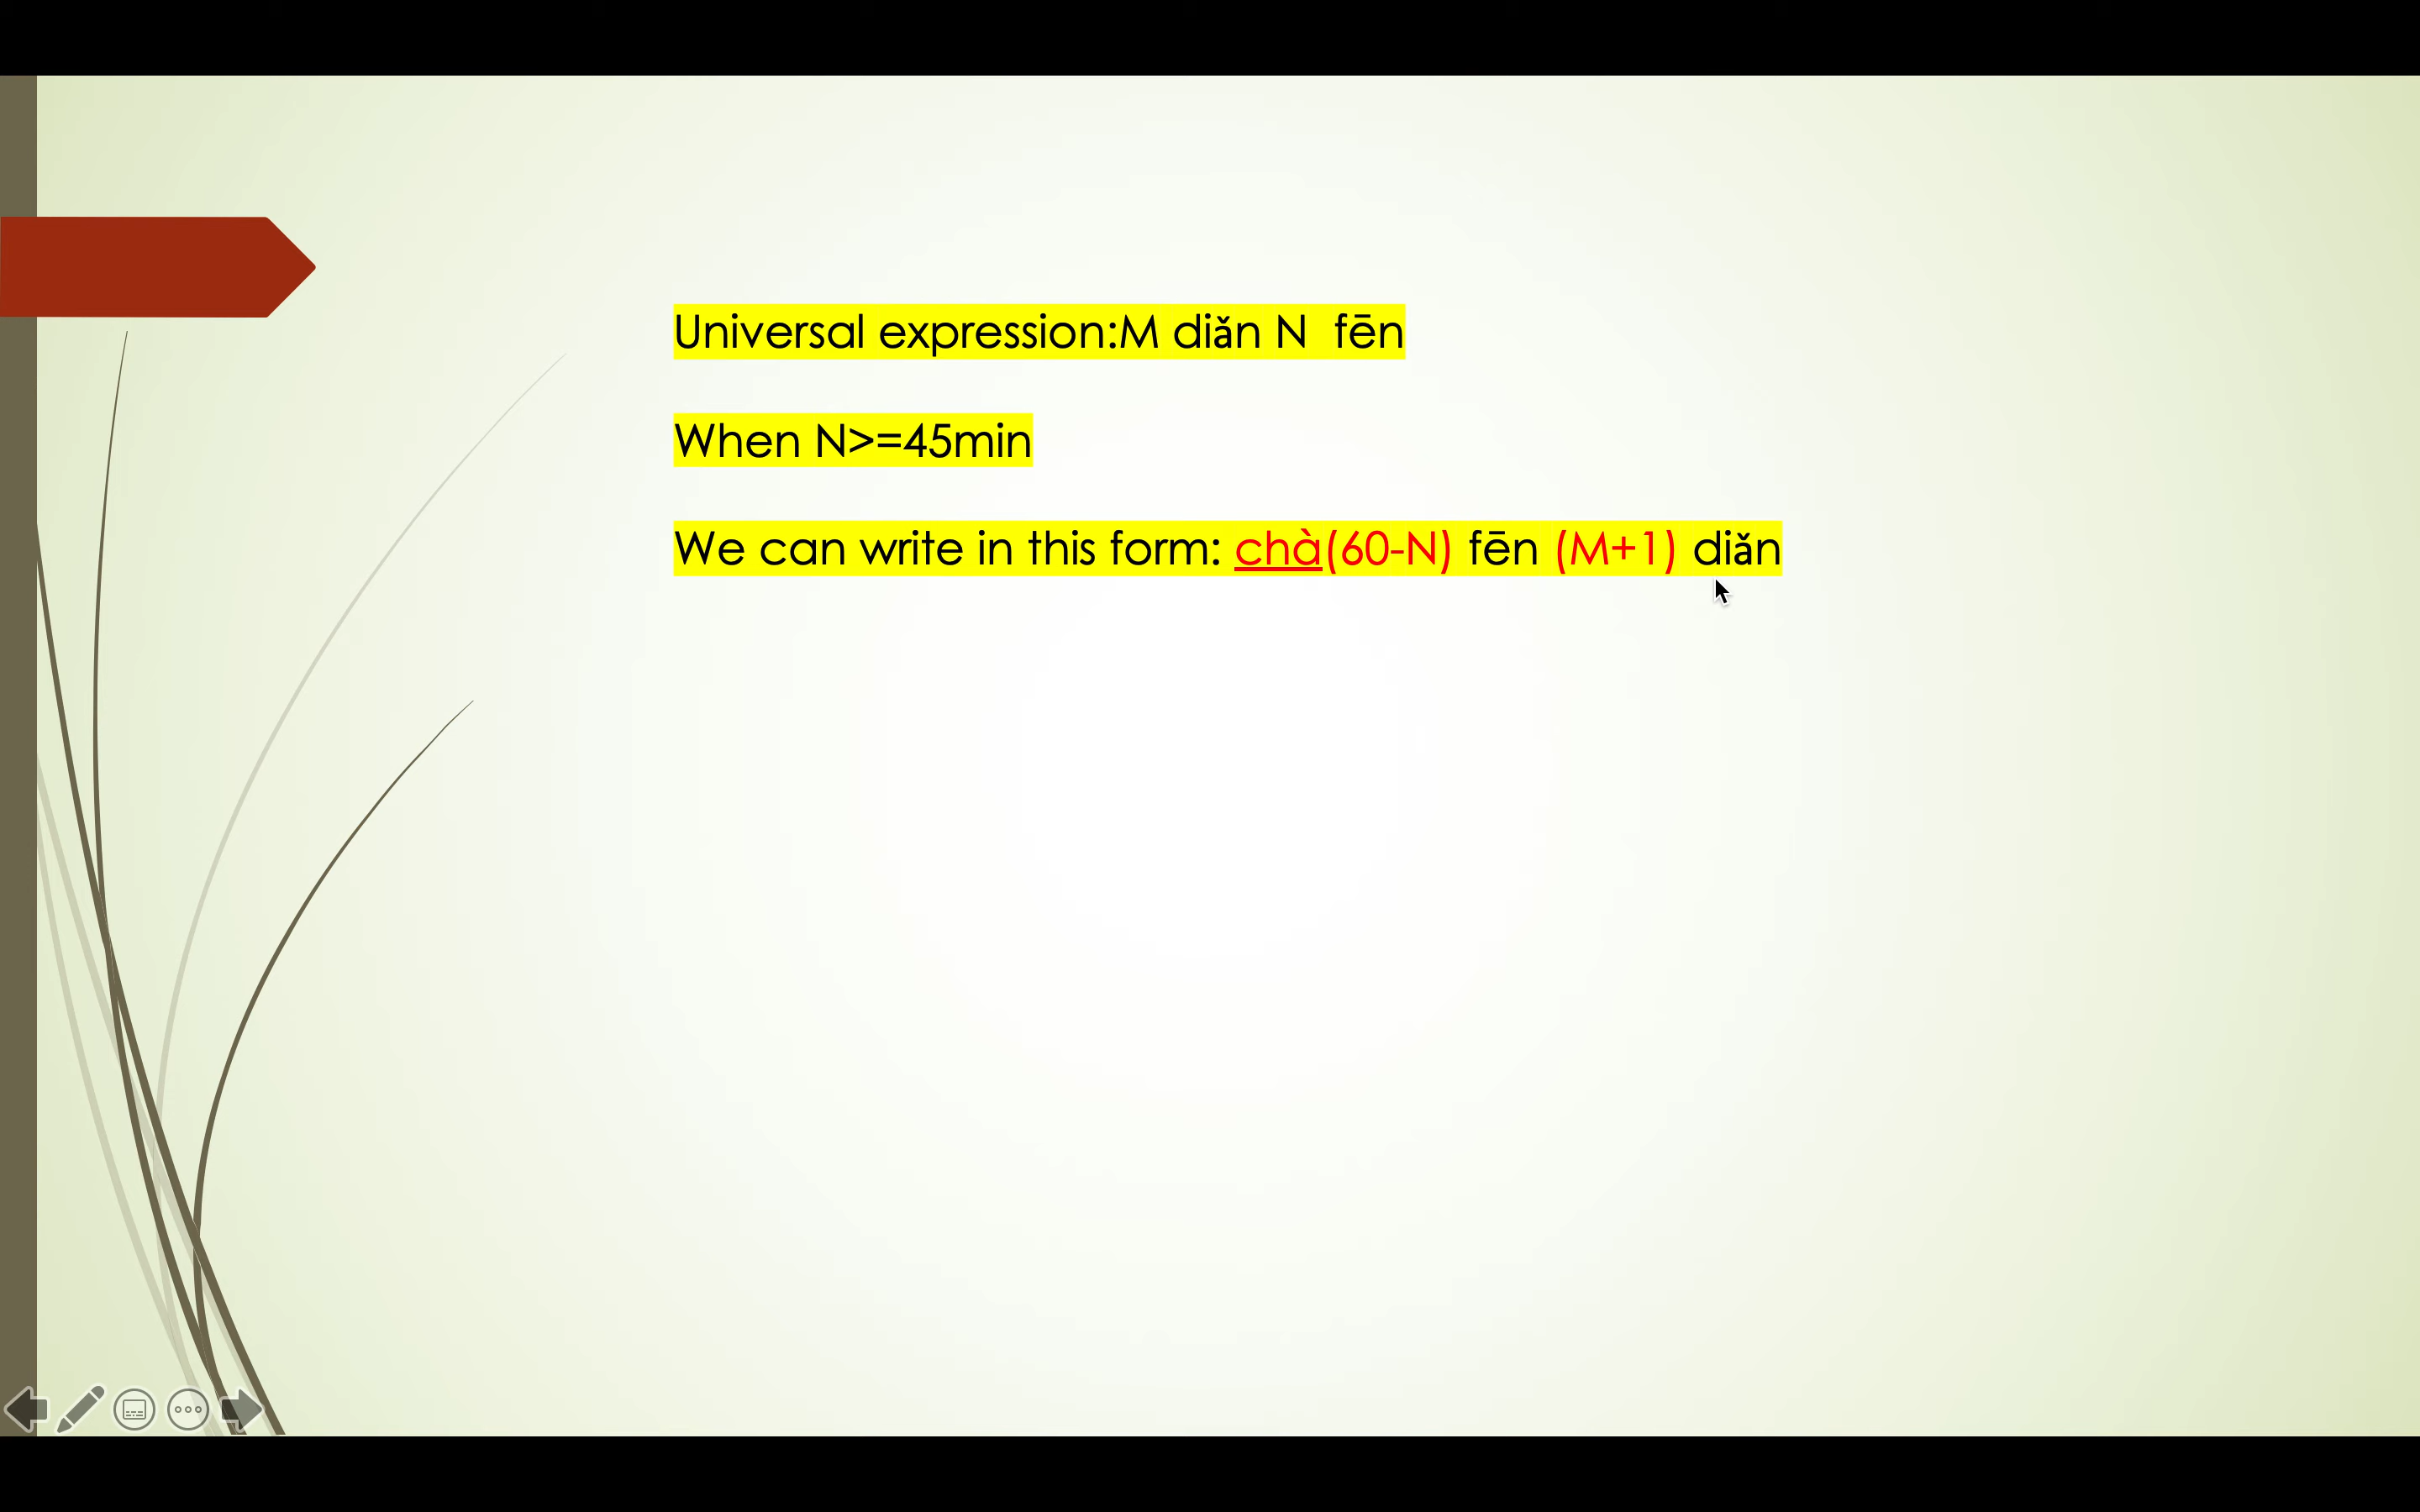 Universal expression:M diǎn N  fēn
When N>=45min
We can write in this form: chà(60-N) fēn (M+1) diǎn